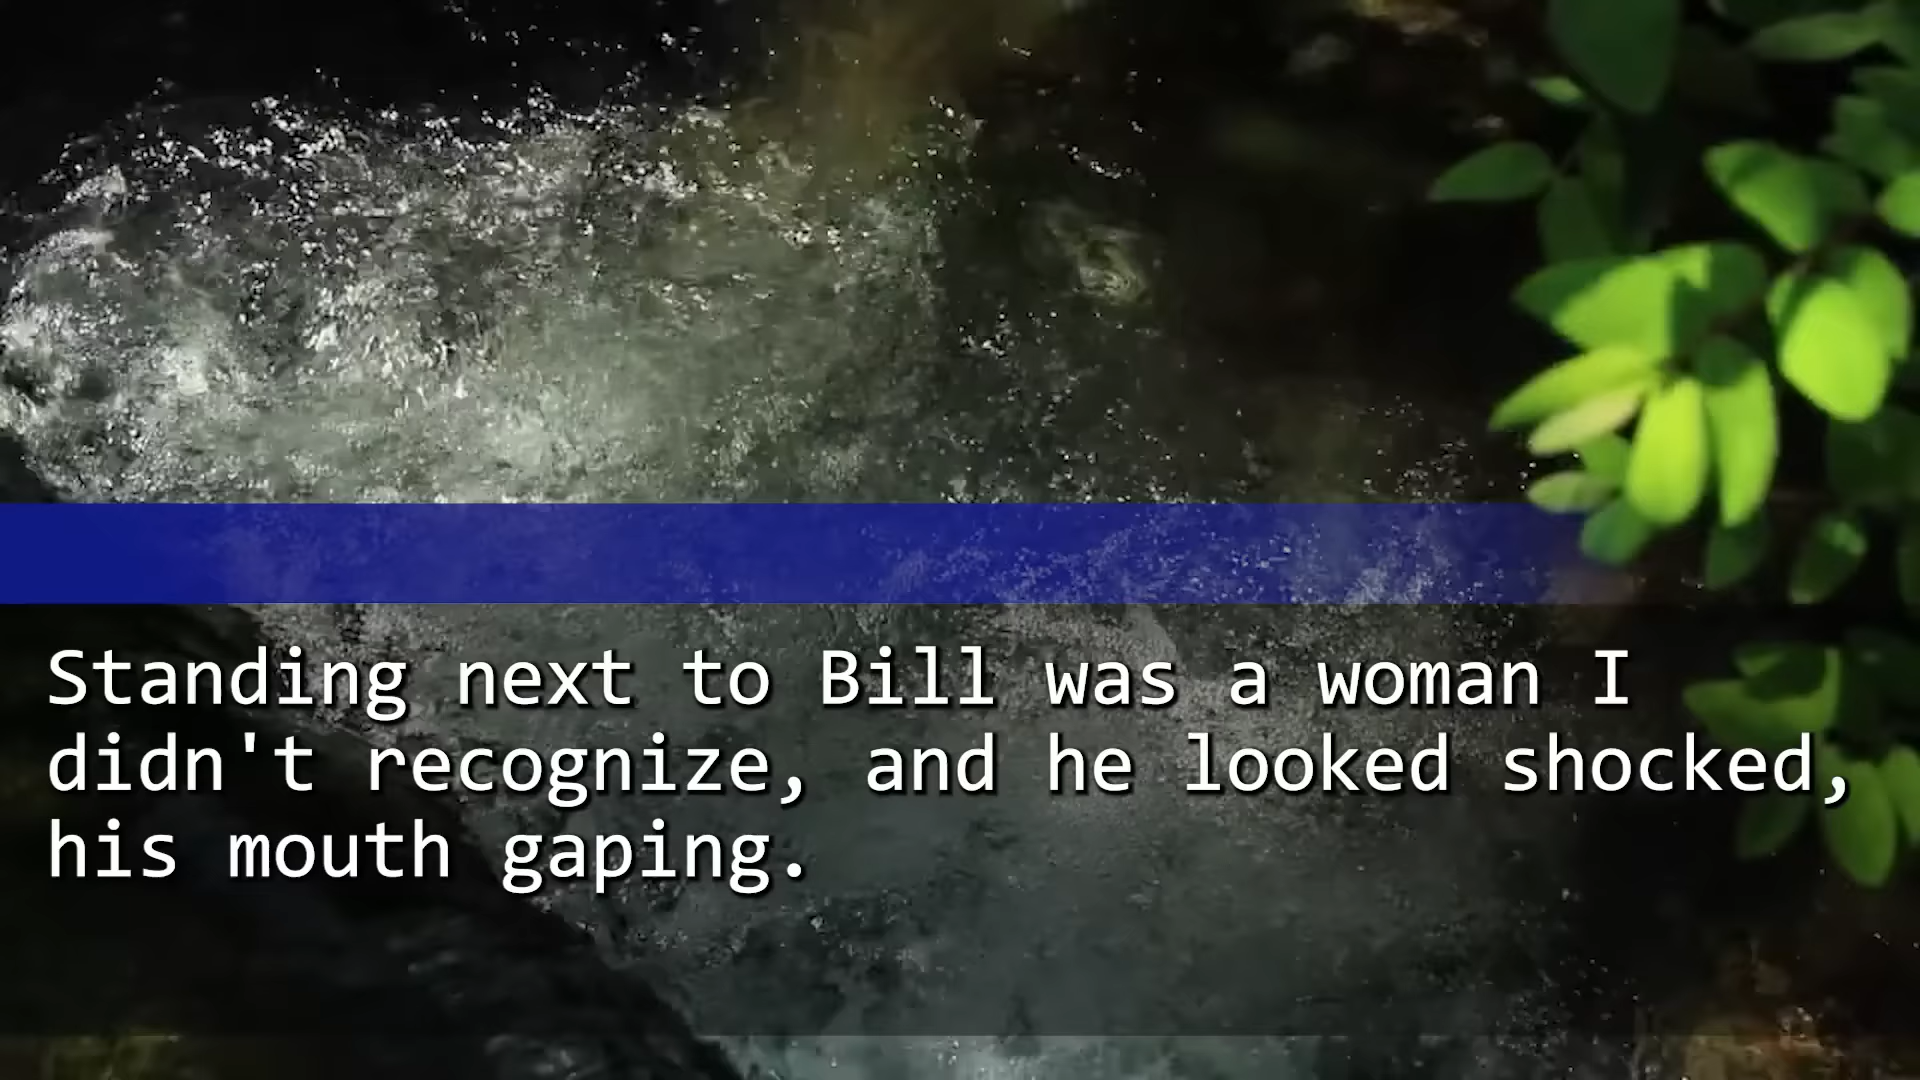 Standing next to Bill was a woman I
didn't recognize, and he looked shocked,
his mouth gaping.